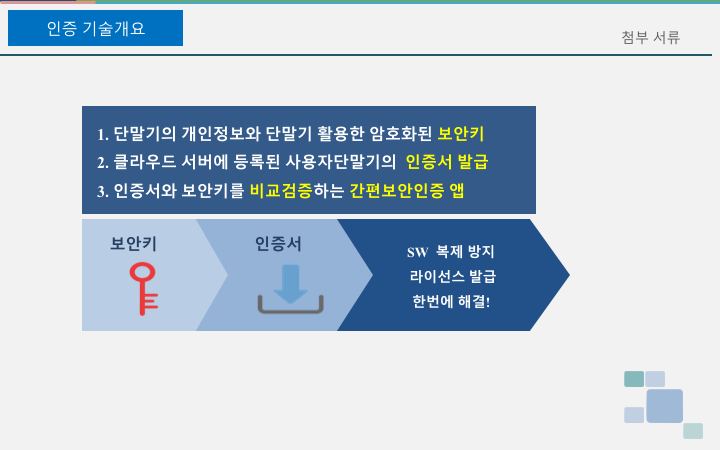 인증 기술개요
첨부 서류
1. 단말기의 개인정보와 단말기 활용한 암호화된 보안키
2. 클라우드 서버에 등록된 사용자단말기의 인증서 발급
3. 인증서와 보안키를 비교검증하는 간편보안인증 앱
보안키
인증서
SW 복제 방지
라이선스 발급
한번에 해결!